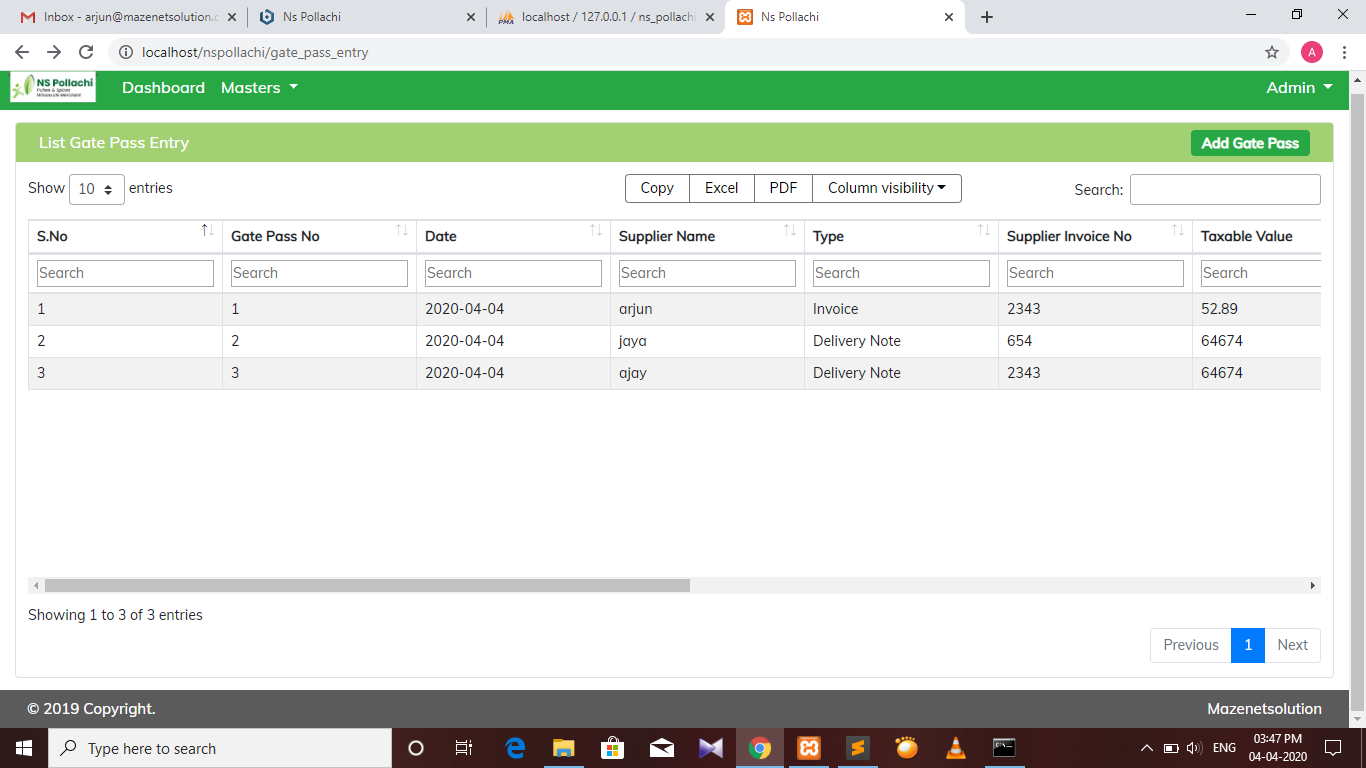 Inbox - arjun@mazenetsolution.c
Ns Pollachi
localhost / 127.0.0.1 / ns_pollachi
Ns Pollachi
localhost/nspollachi/gate_pass_entry
A
NS Pollachi
Dashboard Masters Admin
List Gate Pass Entry Add Gate Pass
Show 10 entries Copy Excel PDF Column visibility Search:
S.No Gate Pass No Date Supplier Name Type Supplier Invoice No Taxable Value
Search Search Search Search Search Search Search
1 1 2020-04-04 arjun Invoice 2343 52.89
2 2 2020-04-04 jaya Delivery Note 654 64674
3 3 2020-04-04 ajay Delivery Note 2343 64674
Showing 1 to 3 of 3 entries
Previous 1 Next
© 2019 Copyright. Mazenetsolution
Type here to search ENG 03:47 PM
04-04-2020